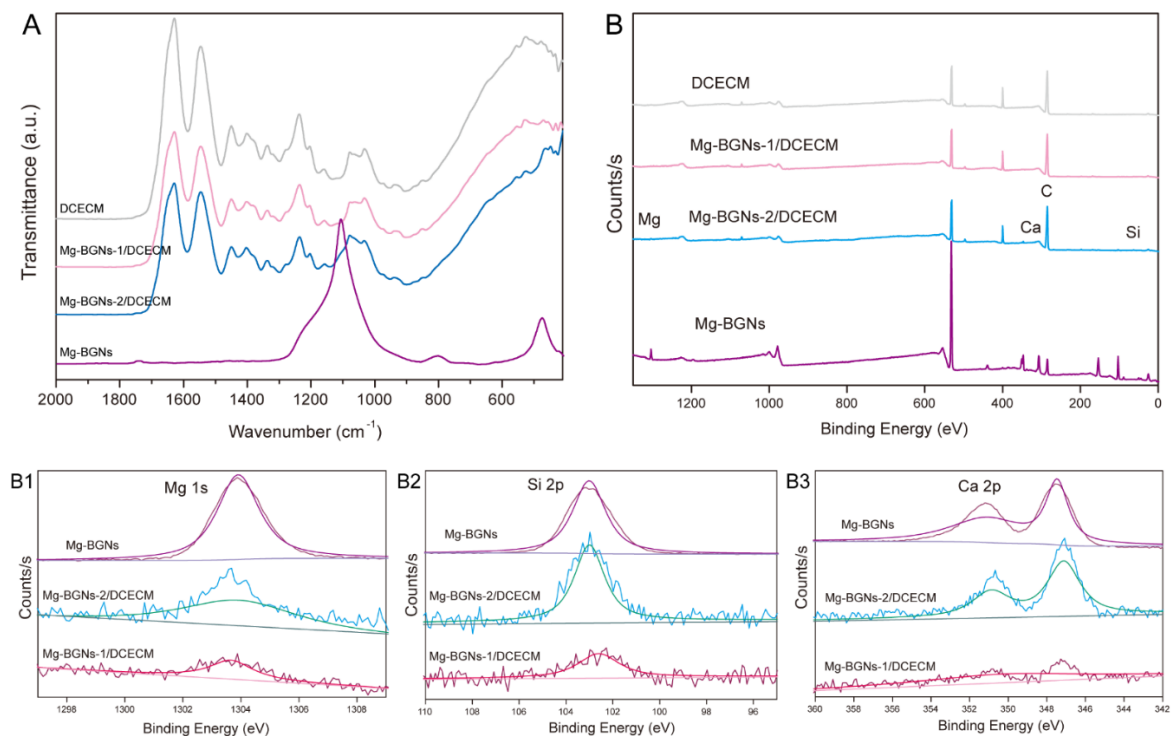 A
Transmittance (a.u.)
DCECM
Mg-BGNs-1/DCECM
Mg-BGNs-2/DCECM
Mg-BGNs
2000 1800 1600 1400 1200 1000 800 600
Wavenumber (cm⁻¹)
B
Counts/s
DCECM
Mg-BGNs-1/DCECM
Mg-BGNs-2/DCECM
C
Mg
Ca
Si
Mg-BGNs
1200 1000 800 600 400 200 0
Binding Energy (eV)
B1
Mg 1s
Counts/s
Mg-BGNs
Mg-BGNs-2/DCECM
Mg-BGNs-1/DCECM
1298 1300 1302 1304 1306 1308
Binding Energy (eV)
B2
Si 2p
Counts/s
Mg-BGNs
Mg-BGNs-2/DCECM
Mg-BGNs-1/DCECM
110 108 106 104 102 100 98 96
Binding Energy (eV)
B3
Ca 2p
Counts/s
Mg-BGNs
Mg-BGNs-2/DCECM
Mg-BGNs-1/DCECM
360 358 356 354 352 350 348 346 344 342
Binding Energy (eV)